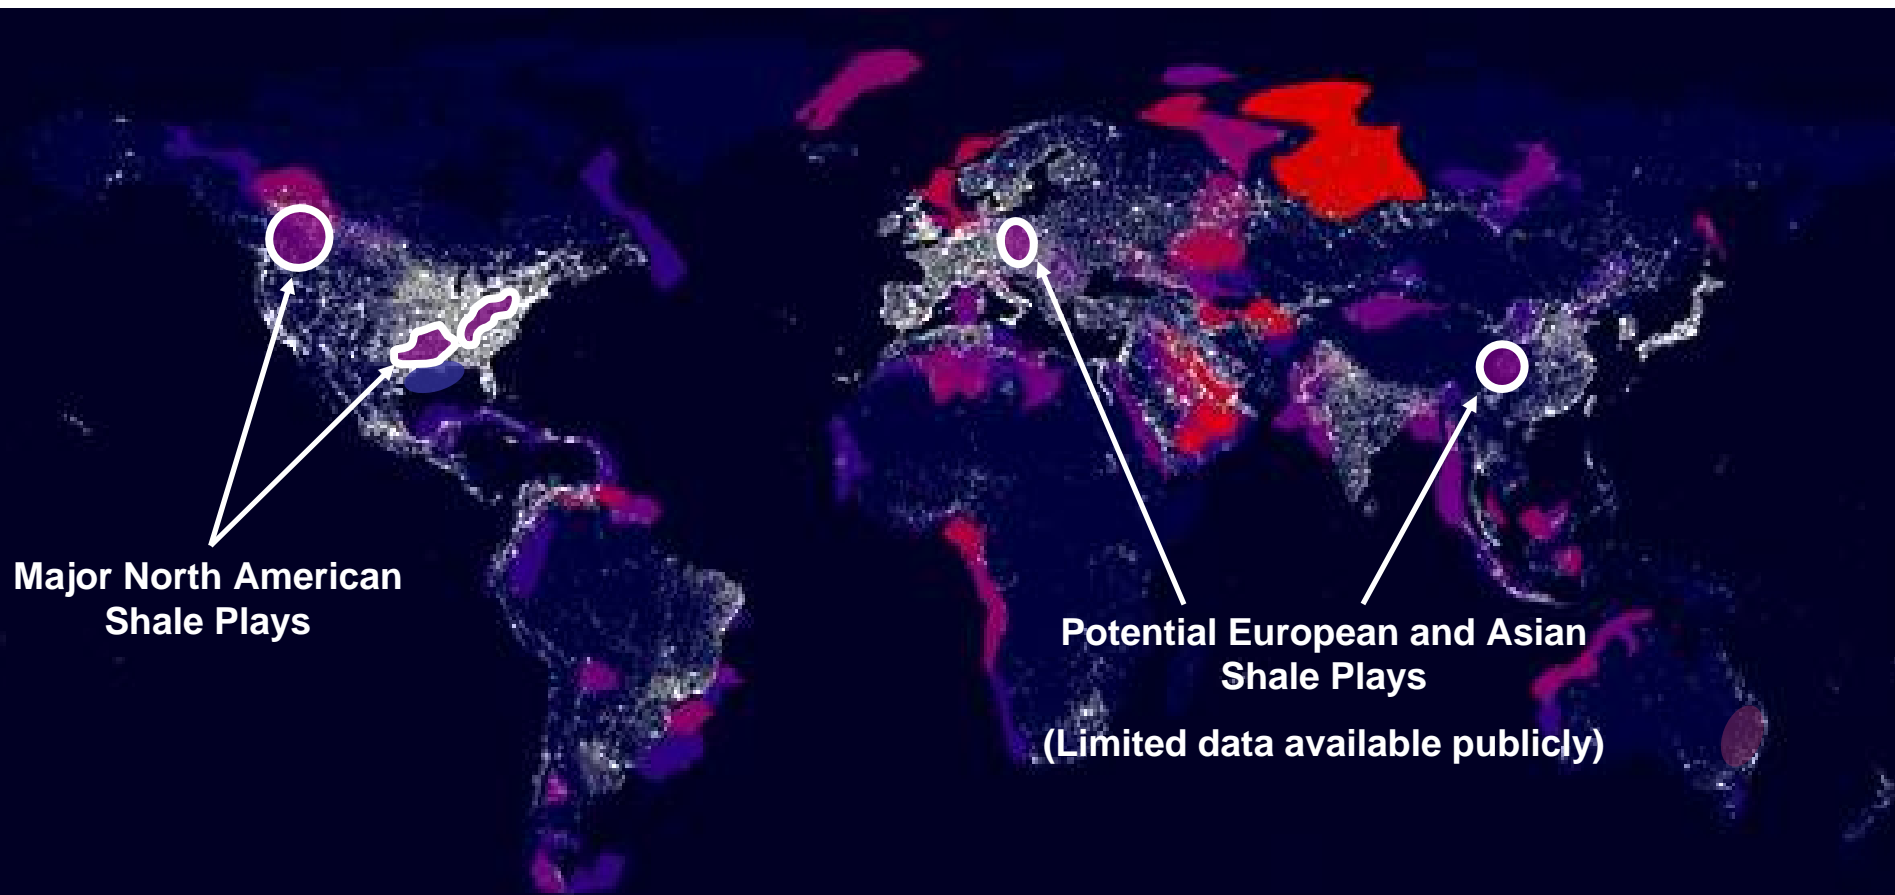 Major North American
Shale Plays
Potential European and Asian
Shale Plays
(Limited data available publicly)